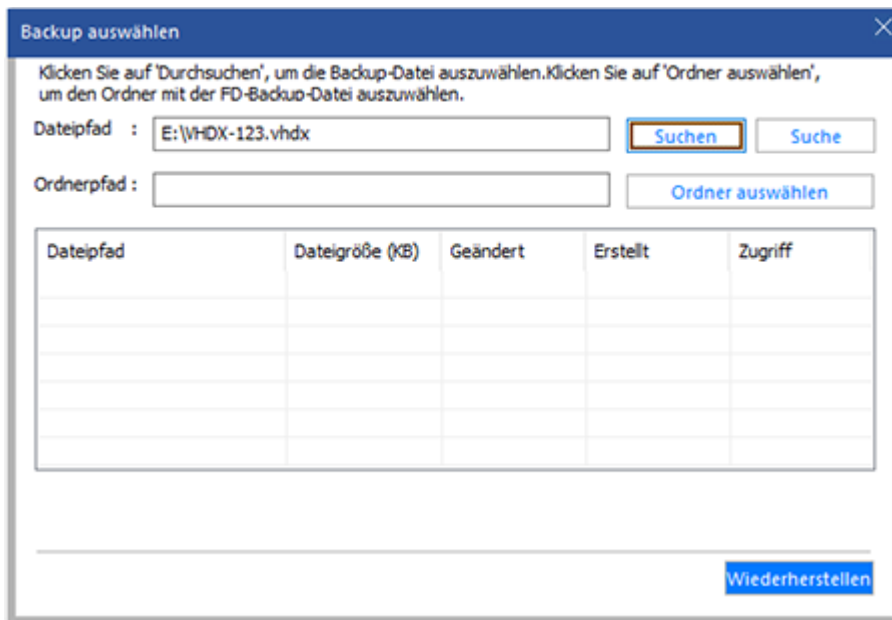 Backup auswählen
Klicken Sie auf 'Durchsuchen', um die Backup-Datei auszuwählen.Klicken Sie auf 'Ordner auswählen',
um den Ordner mit der FD-Backup-Datei auszuwählen.
Dateipfad : E:\VHDX-123.vhdx Suchen Suche
Ordnerpfad : Ordner auswählen
Dateipfad Dateigröße (KB) Geändert Erstellt Zugriff
Wiederherstellen